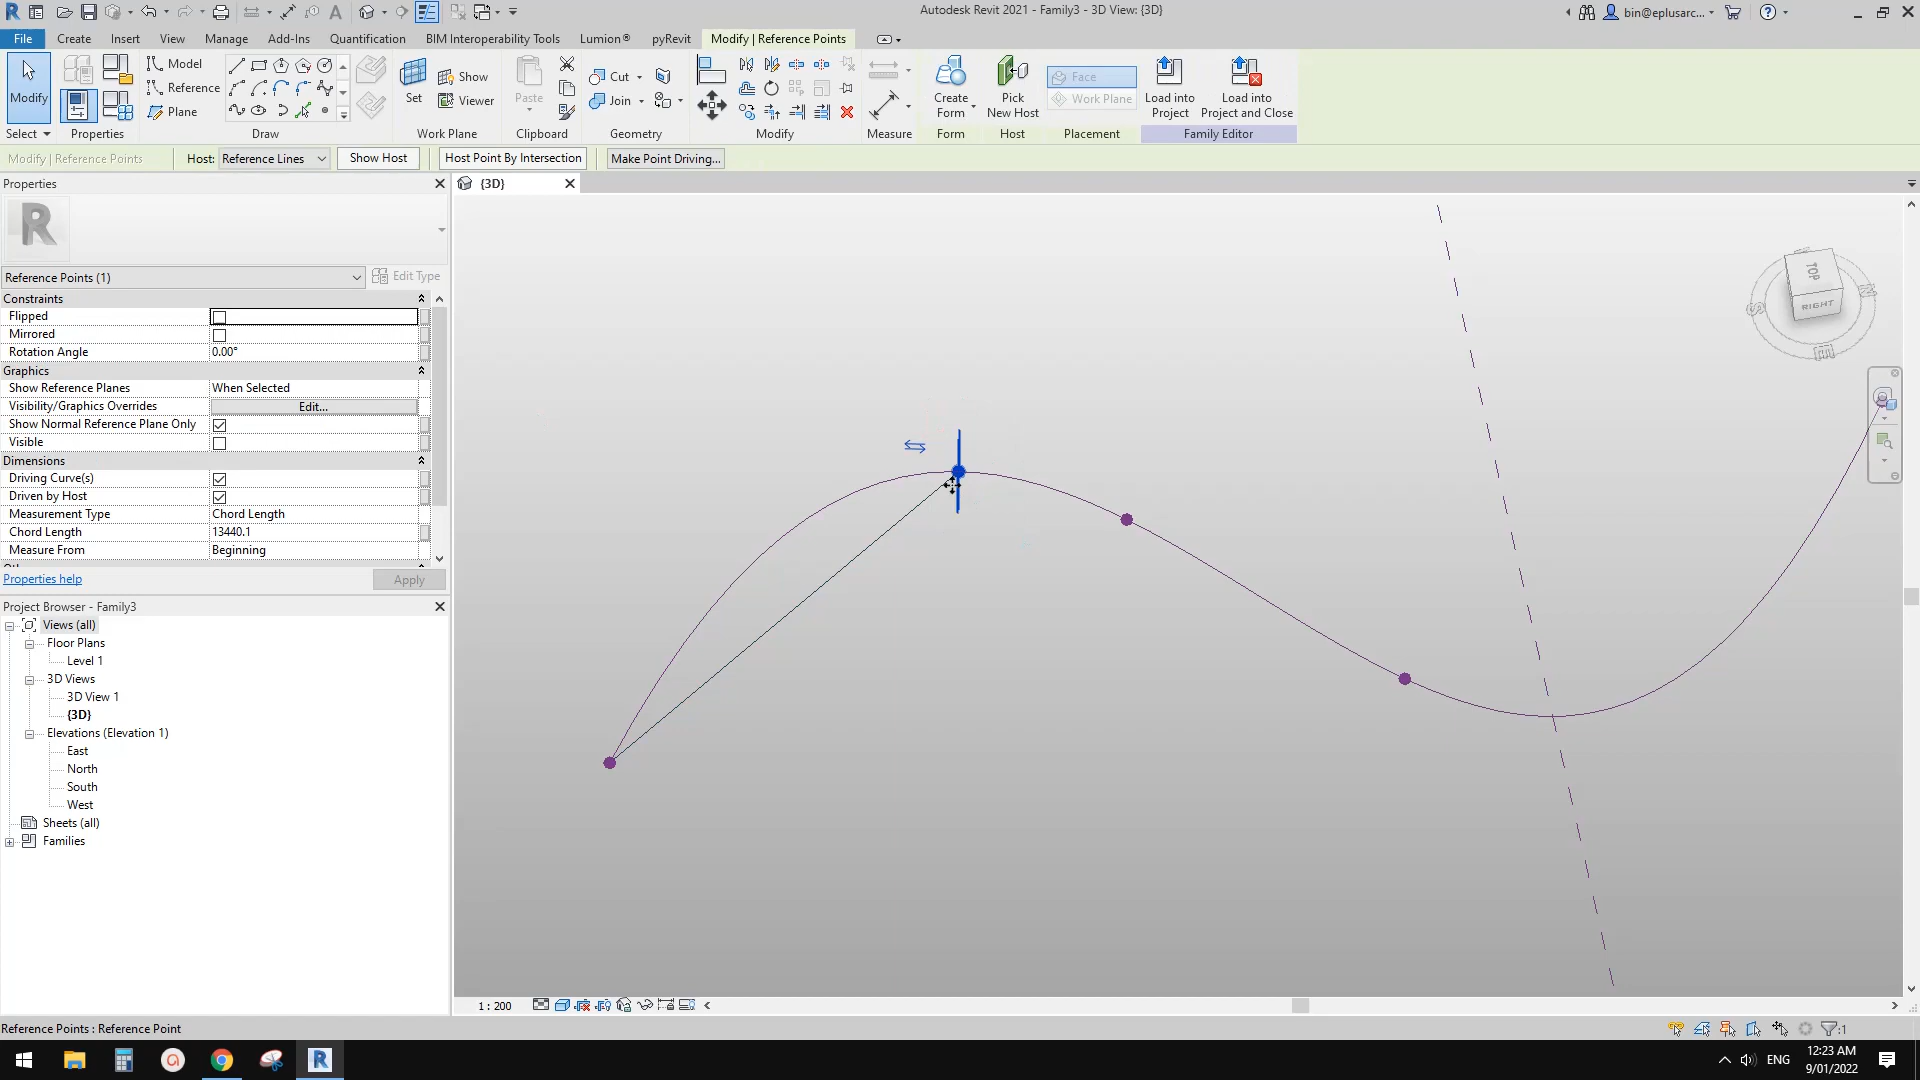 Autodesk Revit 2021 - Family3 - 3D View: {3D}
bin@eplusarc...
File Create Insert View Manage Add-Ins Quantification BIM Interoperability Tools Lumion® pyRevit Modify | Reference Points
Modify
Select
Properties
Model
Reference
Plane
Draw
Set
Show
Viewer
Work Plane
Paste
Clipboard
Cut
Join
Geometry
Modify
Measure
Create
Form
Form
Pick
New Host
Host
Face
Work Plane
Placement
Load into
Project
Load into
Project and Close
Family Editor
Modify | Reference Points
Host: Reference Lines
Show Host
Host Point By Intersection
Make Point Driving...
Properties
{3D}
R
Reference Points (1)
Edit Type
Constraints
Flipped
Mirrored
Rotation Angle 0.00°
Graphics
Show Reference Planes When Selected
Visibility/Graphics Overrides Edit...
Show Normal Reference Plane Only
Visible
Dimensions
Driving Curve(s)
Driven by Host
Measurement Type Chord Length
Chord Length 13440.1
Measure From Beginning
Properties help
Apply
Project Browser - Family3
Views (all)
Floor Plans
Level 1
3D Views
3D View 1
{3D}
Elevations (Elevation 1)
East
North
South
West
Sheets (all)
Families
TOP
RIGHT
S
N
E
1 : 200
Reference Points : Reference Point
:1
ENG
12:23 AM
9/01/2022